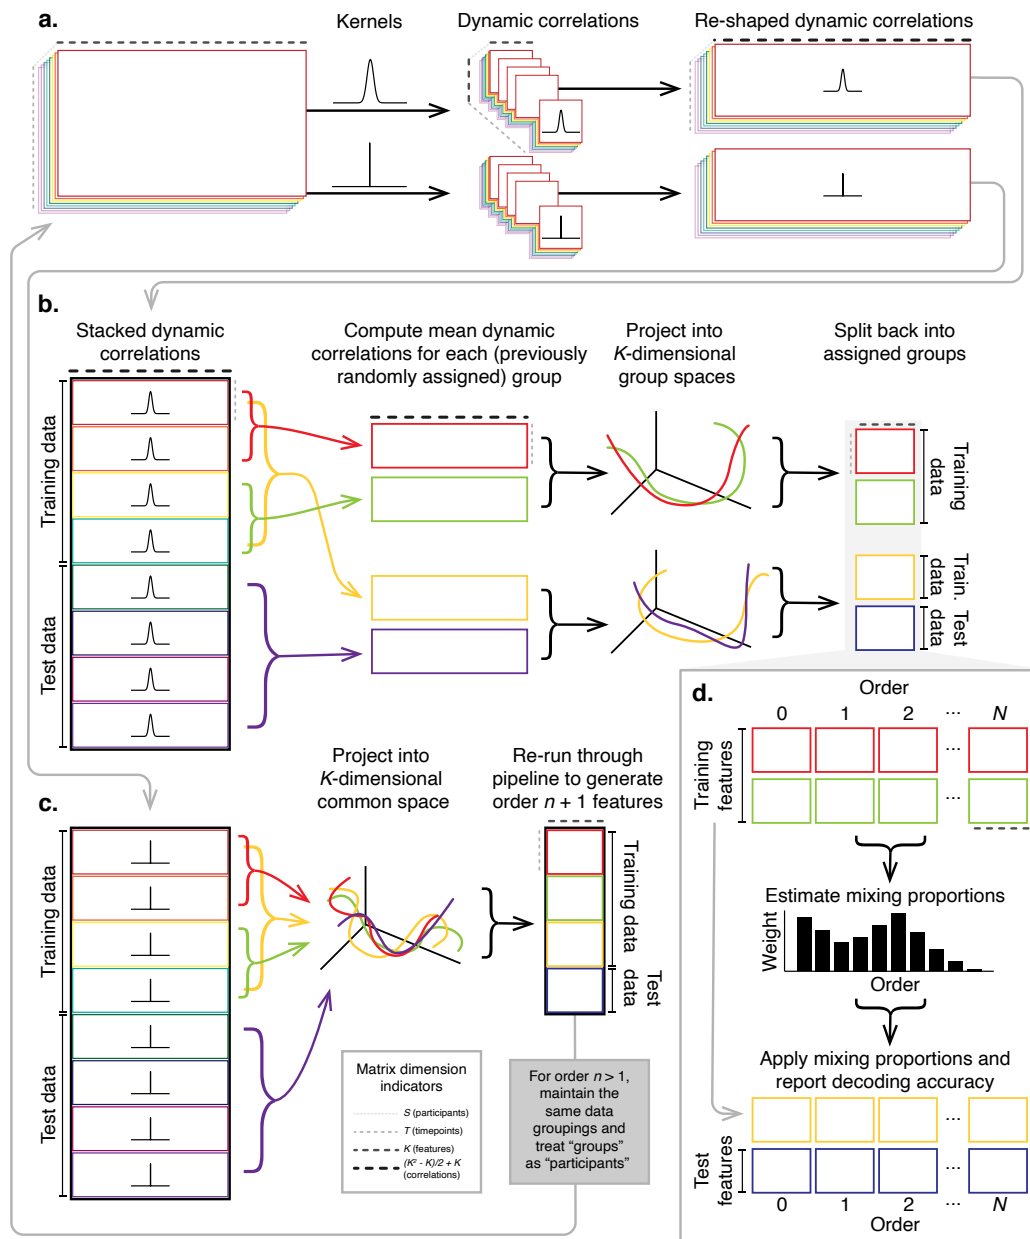 a.
Kernels
Dynamic correlations
Re-shaped dynamic correlations
b.
Stacked dynamic
correlations
Compute mean dynamic
correlations for each (previously
randomly assigned) group
Project into
K-dimensional
group spaces
Split back into
assigned groups
Training data
Test data
Training
data
Train.
data
Test
data
c.
Project into
K-dimensional
common space
Re-run through
pipeline to generate
order n + 1 features
Training data
Test data
Training data
Test
data
Matrix dimension
indicators
S (participants)
T (timepoints)
K (features)
(K² - K)/2 + K
(correlations)
For order n > 1,
maintain the
same data
groupings and
treat “groups”
as “participants”
d.
Order
0 1 2 ... N
Training
features
...
...
Estimate mixing proportions
Weight
Order
Apply mixing proportions and
report decoding accuracy
...
Test
features
...
0 1 2 ... N
Order